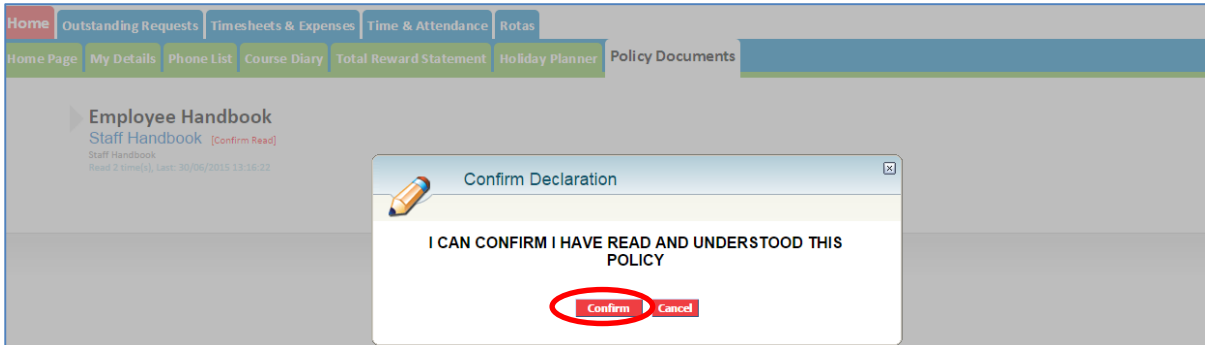 Home Outstanding Requests Timesheets & Expenses Time & Attendance Rotas
Home Page My Details Phone List Course Diary Total Reward Statement Holiday Planner Policy Documents
Employee Handbook
Staff Handbook [Confirm Read]
Staff Handbook
Read 2 time(s), Last: 30/06/2015 13:16:22
Confirm Declaration
I CAN CONFIRM I HAVE READ AND UNDERSTOOD THIS
POLICY
Confirm Cancel